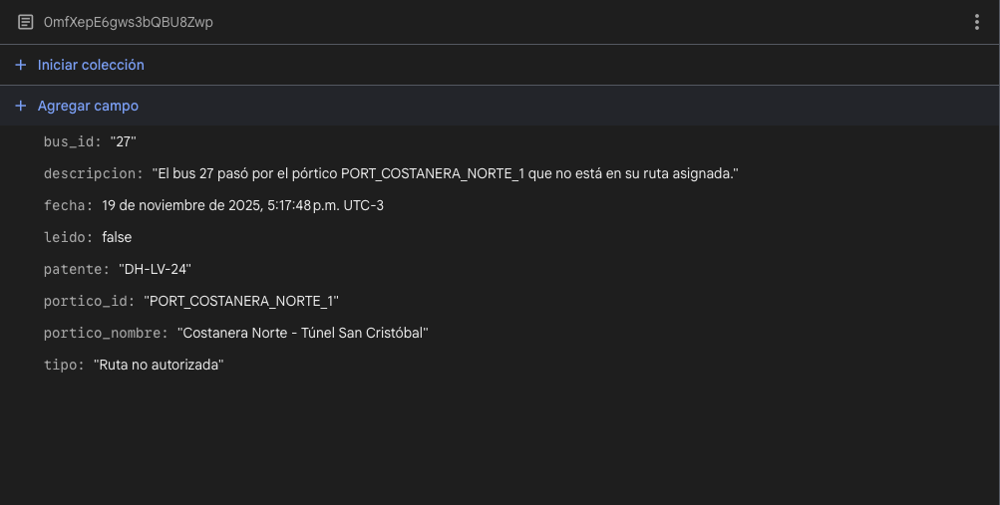 0mfXepE6gws3bQBU8Zwp
+ Iniciar colección
+ Agregar campo
bus_id: "27"
descripcion: "El bus 27 pasó por el pórtico PORT_COSTANERA_NORTE_1 que no está en su ruta asignada."
fecha: 19 de noviembre de 2025, 5:17:48 p.m. UTC-3
leido: false
patente: "DH-LV-24"
portico_id: "PORT_COSTANERA_NORTE_1"
portico_nombre: "Costanera Norte - Túnel San Cristóbal"
tipo: "Ruta no autorizada"